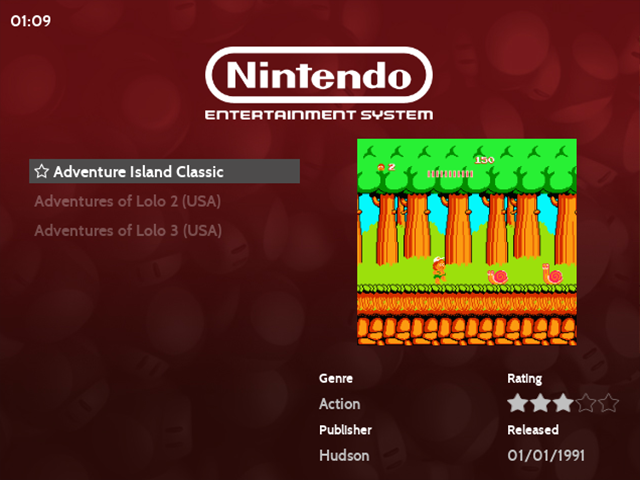 01:09
Nintendo
ENTERTAINMENT SYSTEM
Adventure Island Classic
Adventures of Lolo 2 (USA)
Adventures of Lolo 3 (USA)
2
150
Genre
Rating
Action
Publisher
Released
Hudson
01/01/1991